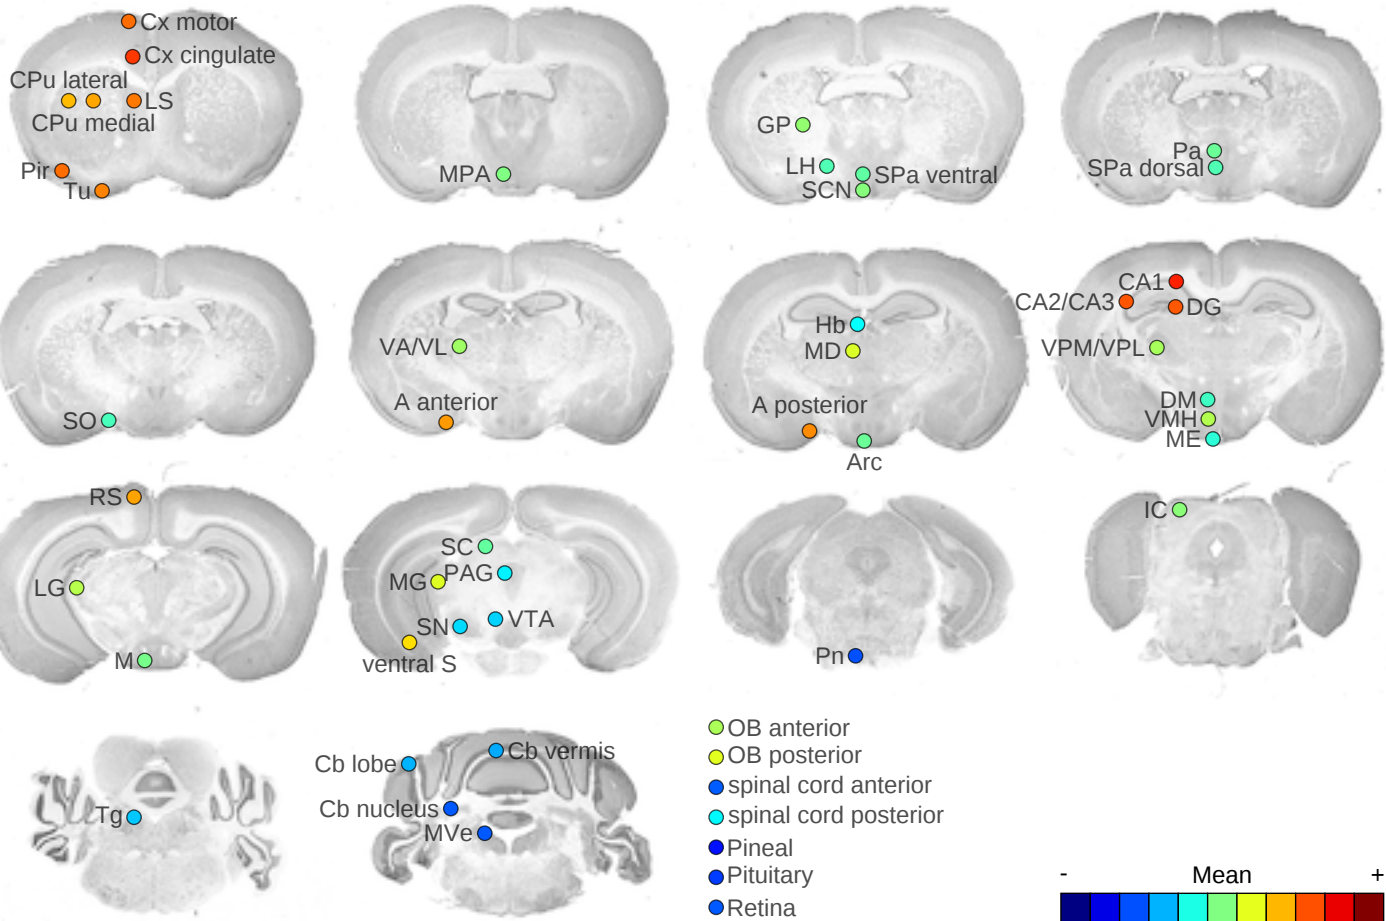 Cx motor
Cx cingulate
CPu lateral
LS
CPu medial
Pir
Tu
MPA
GP
LH
SPa ventral
SCN
Pa
SPa dorsal
SO
VA/VL
A anterior
Hb
MD
A posterior
Arc
CA1
CA2/CA3
DG
VPM/VPL
DM
VMH
ME
RS
LG
M
SC
PAG
MG
SN
VTA
ventral S
Pn
IC
Tg
Cb lobe
Cb vermis
Cb nucleus
MVe
OB anterior
OB posterior
spinal cord anterior
spinal cord posterior
Pineal
Pituitary
Retina
- Mean +